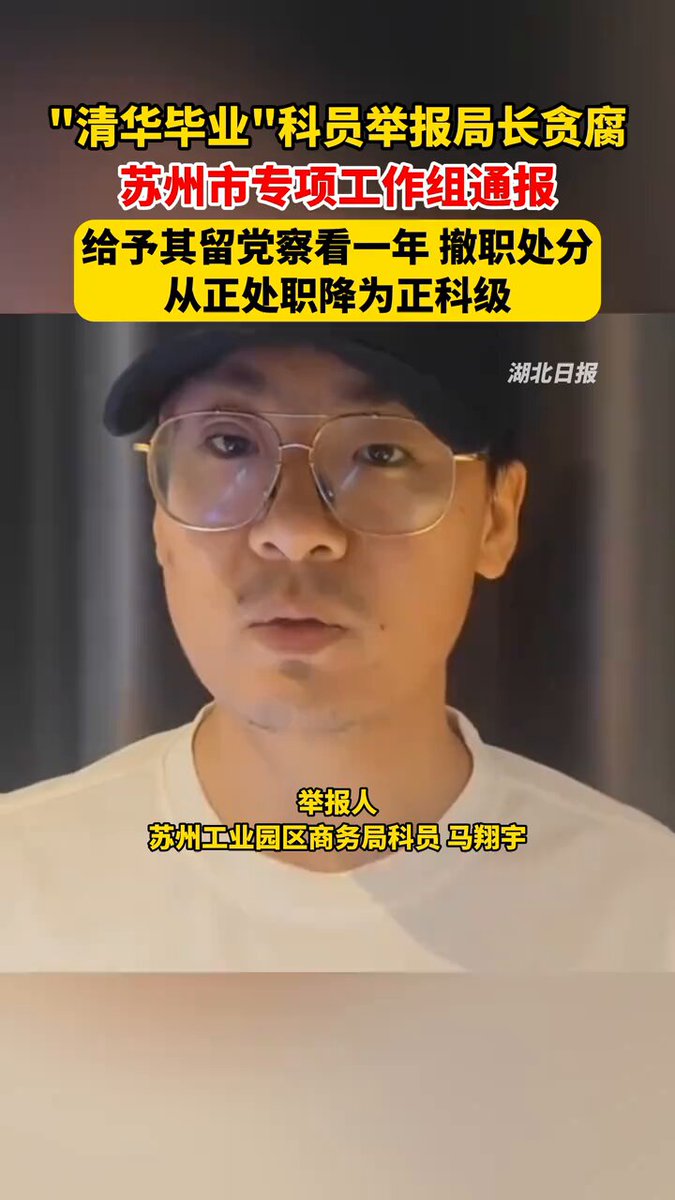 "清华毕业"科员举报局长贪腐
苏州市专项工作组通报
给予其留党察看一年 撤职处分
从正处职降为正科级
湖北日报
举报人
苏州工业园区商务局科员 马翔宇